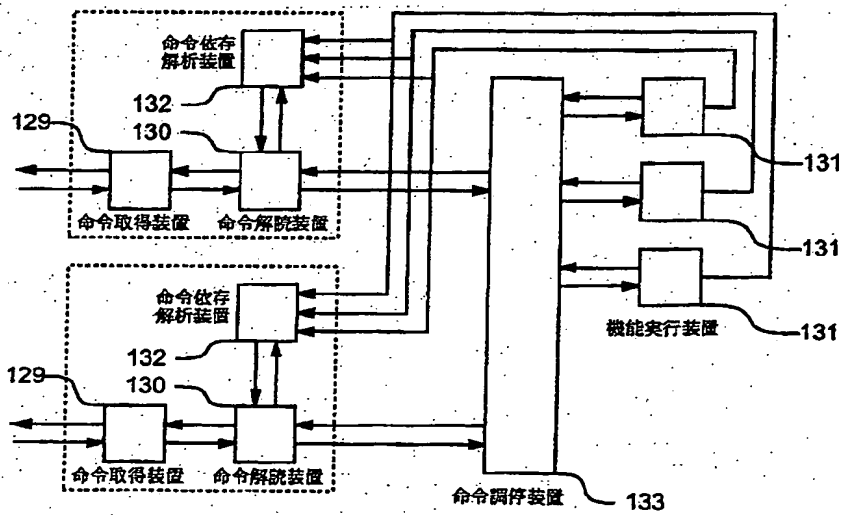 命令依存
解析装置
132
129
130
命令取得装置
命令解読装置
131
131
131
機能実行装置
命令依存
解析装置
132
129
130
命令取得装置
命令解読装置
命令調停装置
133